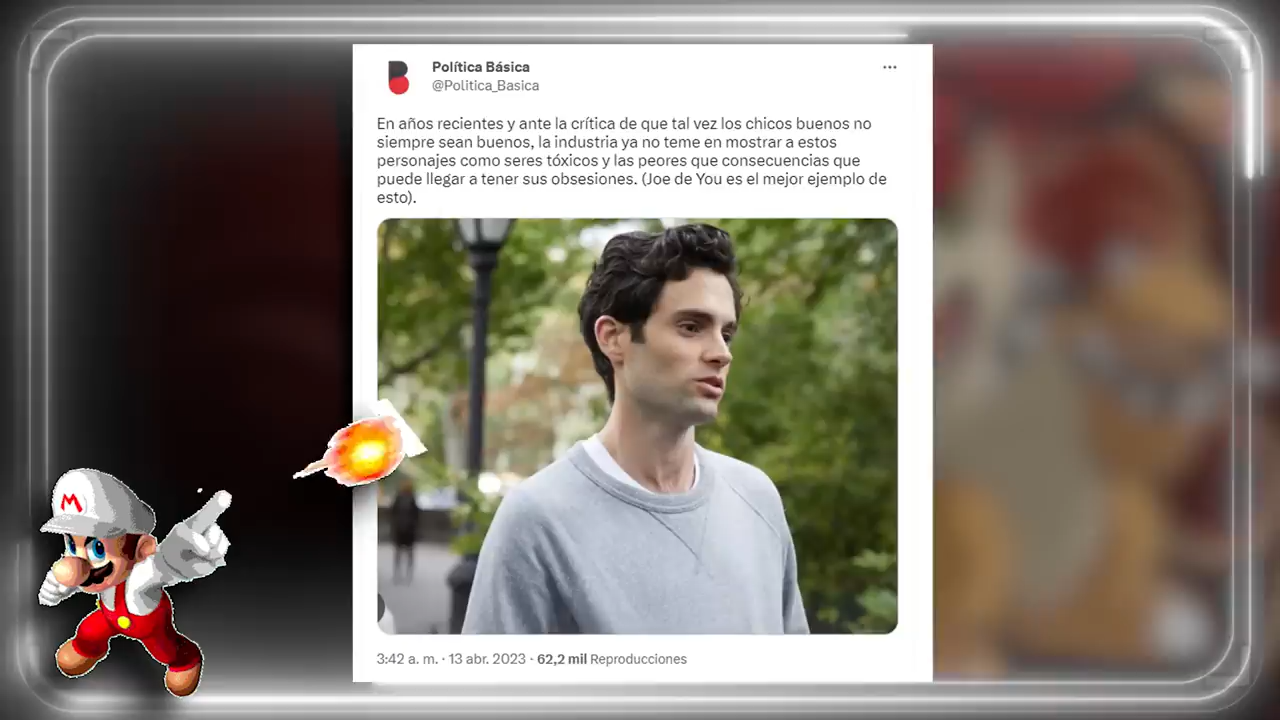 Política Básica
@Politica_Basica
En años recientes y ante la crítica de que tal vez los chicos buenos no
siempre sean buenos, la industria ya no teme en mostrar a estos
personajes como seres tóxicos y las peores que consecuencias que
puede llegar a tener sus obsesiones. (Joe de You es el mejor ejemplo de
esto).
M
3:42 a. m. · 13 abr. 2023 · 62,2 mil Reproducciones